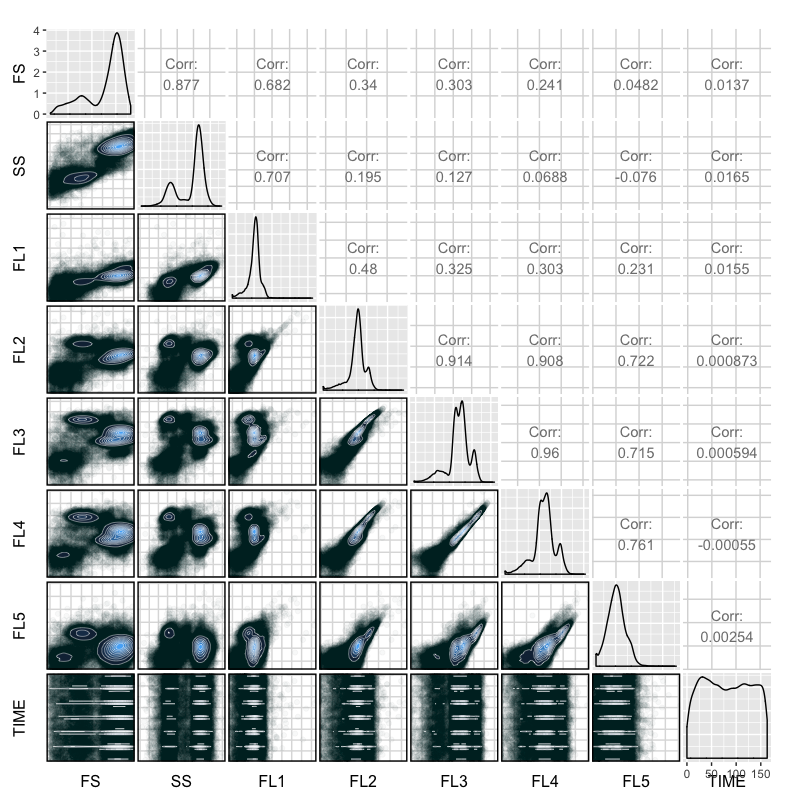 4
3
2
1
0
FS
Corr:
0.877
Corr:
0.682
Corr:
0.34
Corr:
0.303
Corr:
0.241
Corr:
0.0482
Corr:
0.0137
SS
Corr:
0.707
Corr:
0.195
Corr:
0.127
Corr:
0.0688
Corr:
-0.076
Corr:
0.0165
FL1
Corr:
0.48
Corr:
0.325
Corr:
0.303
Corr:
0.231
Corr:
0.0155
FL2
Corr:
0.914
Corr:
0.908
Corr:
0.722
Corr:
0.000873
FL3
Corr:
0.96
Corr:
0.715
Corr:
0.000594
FL4
Corr:
0.761
Corr:
-0.00055
FL5
Corr:
0.00254
TIME
0 50 100 150
FS SS FL1 FL2 FL3 FL4 FL5 TIME